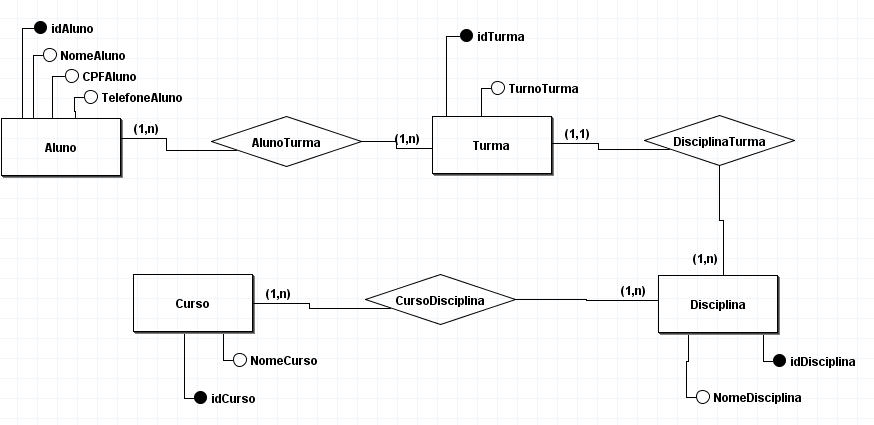 idAluno
NomeAluno
CPFAluno
TelefoneAluno
idTurma
TurnoTurma
(1,n)
(1,n)
(1,1)
Aluno
AlunoTurma
Turma
DisciplinaTurma
(1,n)
(1,n)
(1,n)
Curso
CursoDisciplina
Disciplina
NomeCurso
idDisciplina
idCurso
NomeDisciplina